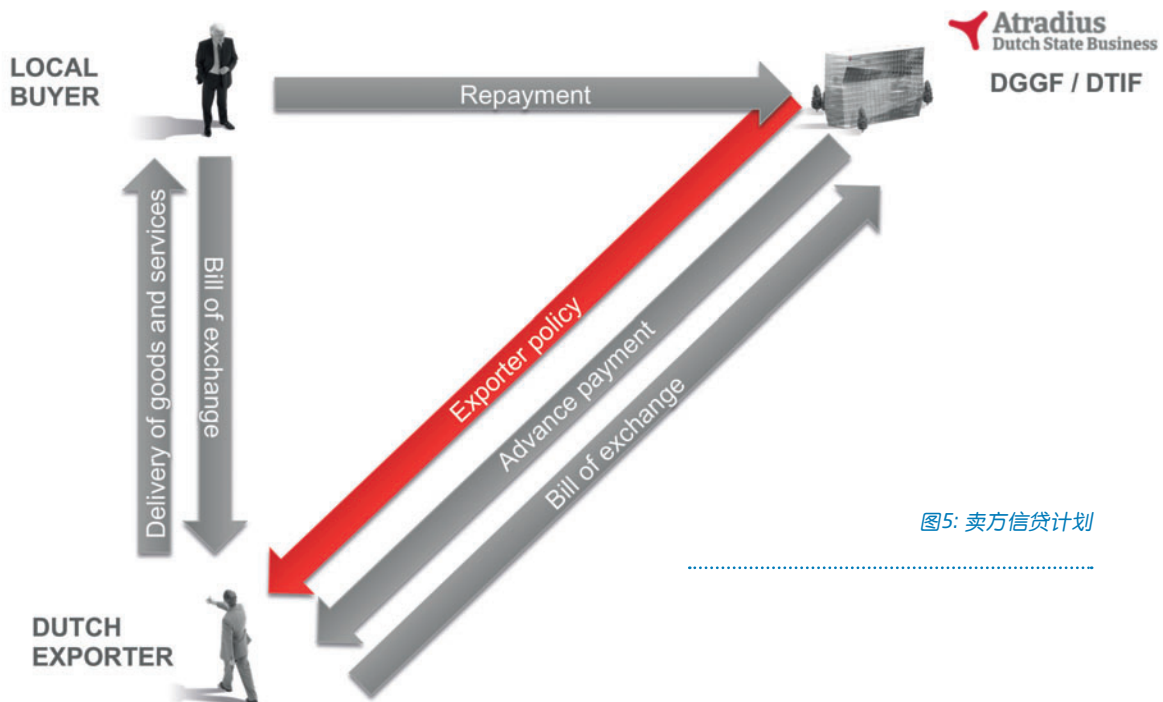 Atradius
Dutch State Business
DGGF / DTIF
LOCAL
BUYER
Repayment
Delivery of goods and services
Bill of exchange
Exporter policy
Advance payment
Bill of exchange
图5: 卖方信贷计划
DUTCH
EXPORTER